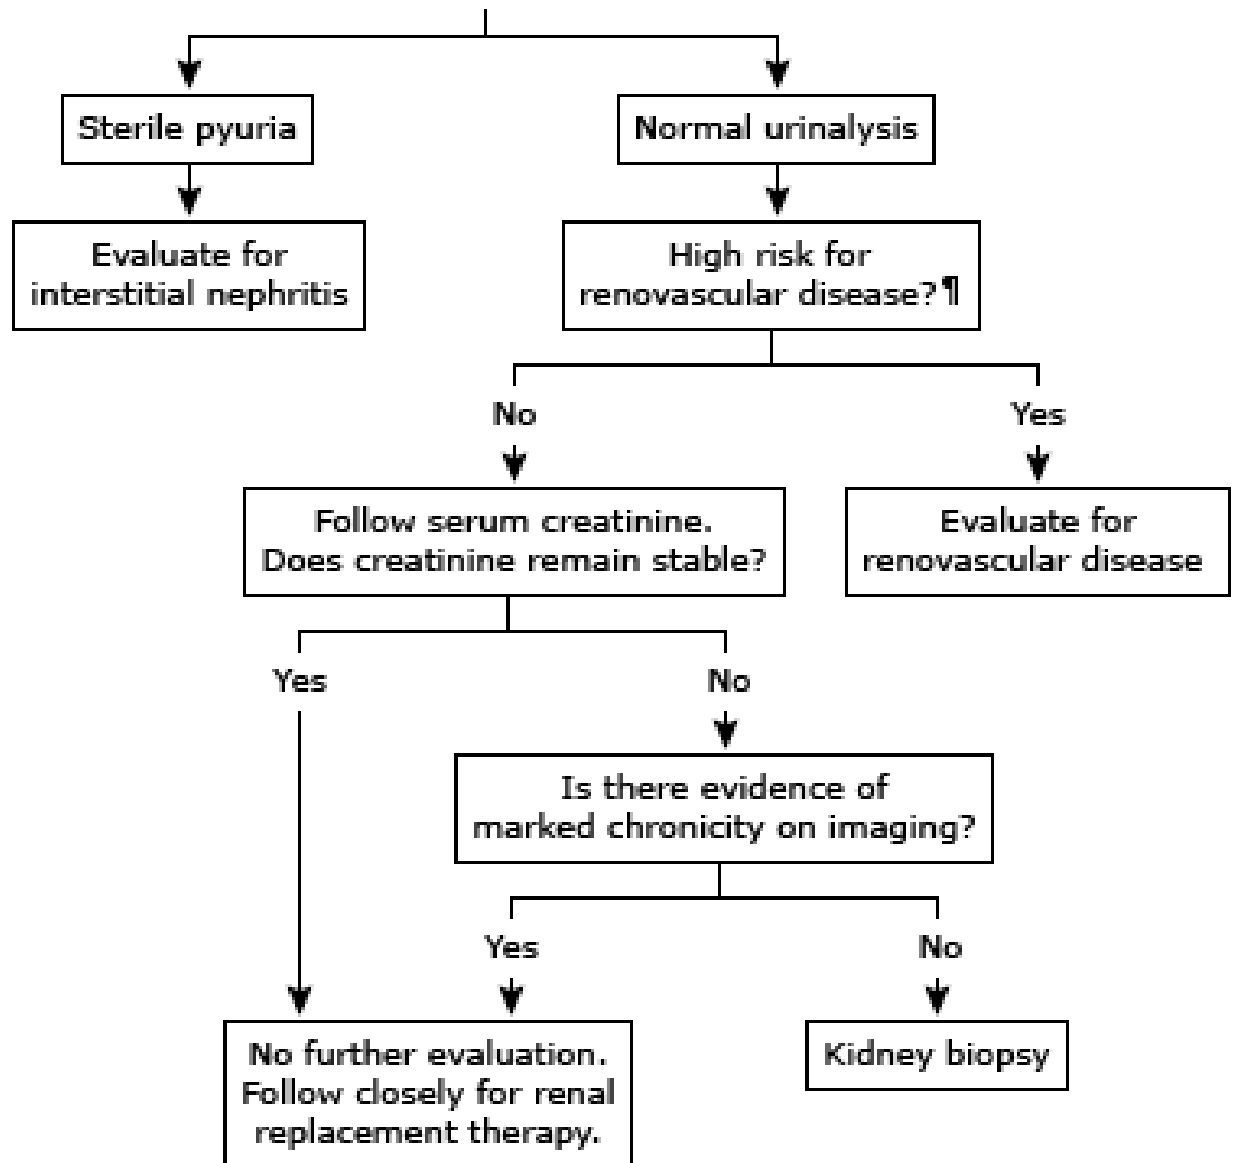 Sterile pyuria
Normal urinalysis
Evaluate for
interstitial nephritis
High risk for
renovascular disease?¶
No
Yes
Follow serum creatinine.
Does creatinine remain stable?
Evaluate for
renovascular disease
Yes
No
Is there evidence of
marked chronicity on imaging?
Yes
No
No further evaluation.
Follow closely for renal
replacement therapy.
Kidney biopsy